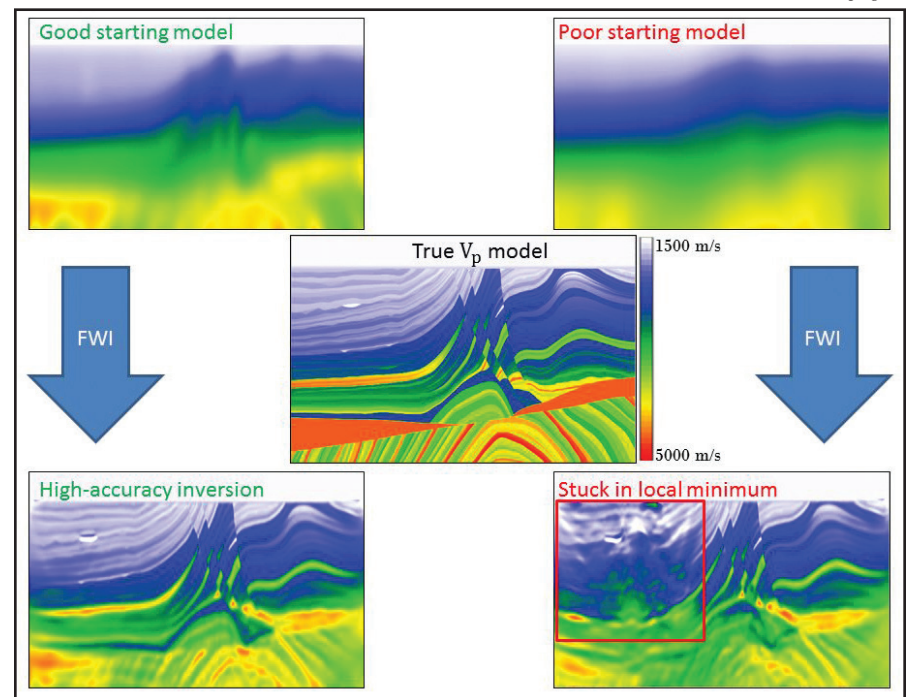 Good starting model
Poor starting model
True Vp model
1500 m/s
FWI
FWI
5000 m/s
High-accuracy inversion
Stuck in local minimum